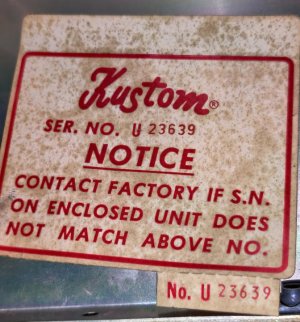 Kustom®
SER. NO. U 23639
NOTICE
CONTACT FACTORY IF S.N.
ON ENCLOSED UNIT DOES
NOT MATCH ABOVE NO.
No. U 23639